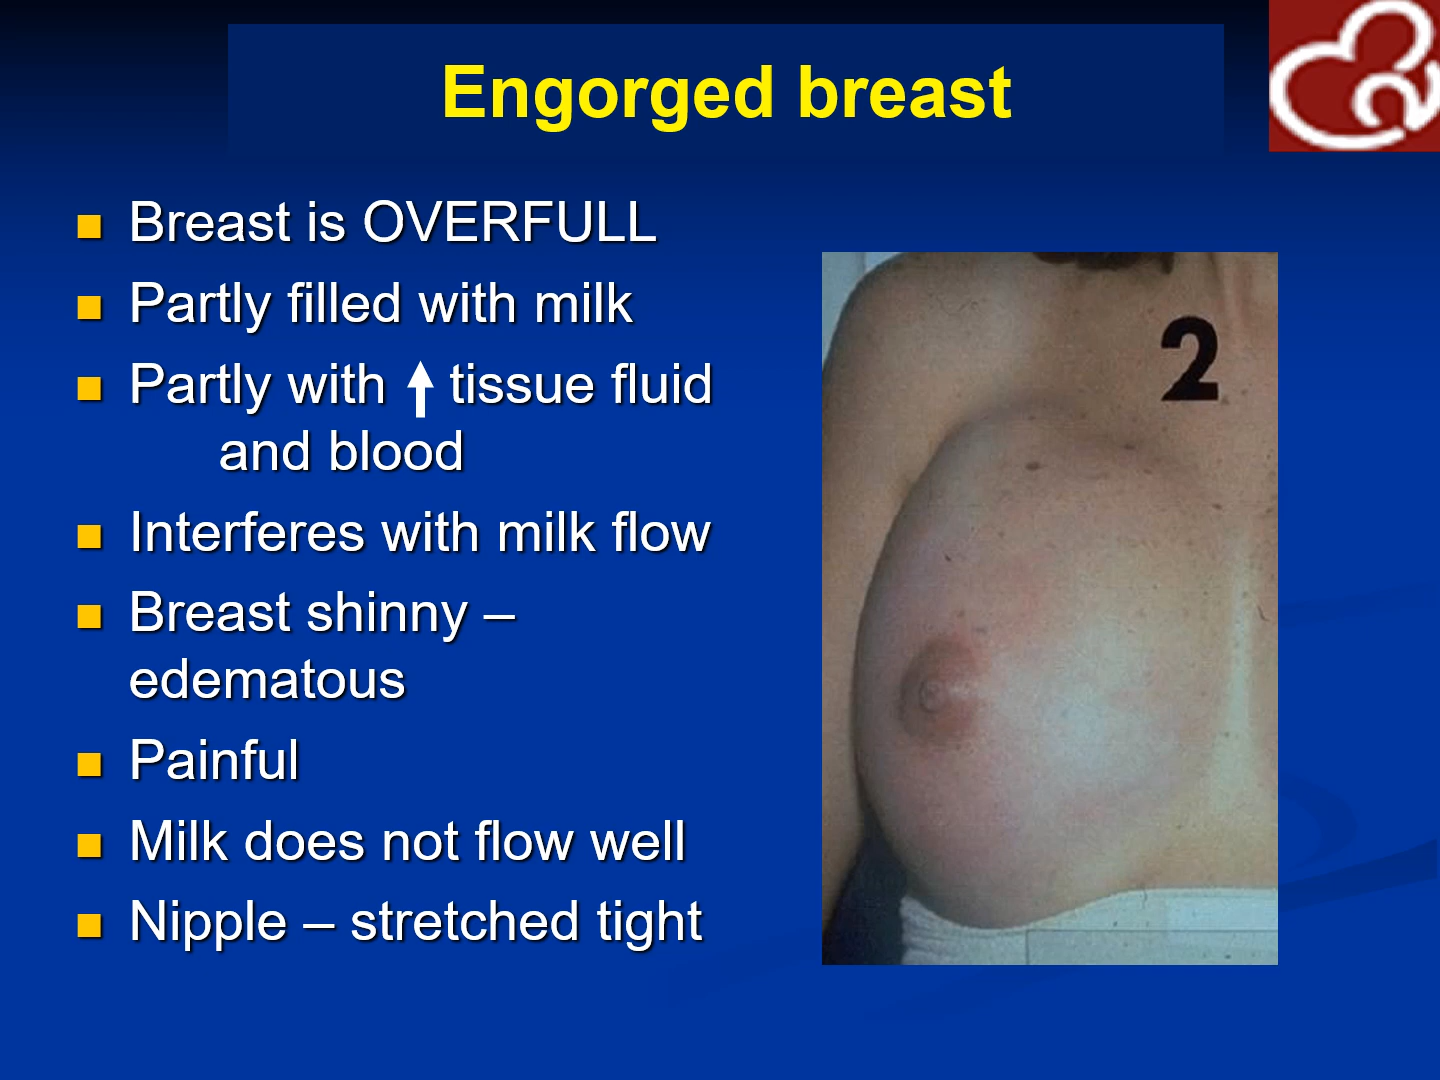 Engorged breast
Breast is OVERFULL
Partly filled with milk
Partly with tissue fluid
and blood
Interferes with milk flow
Breast shinny –
edematous
Painful
Milk does not flow well
Nipple – stretched tight
2